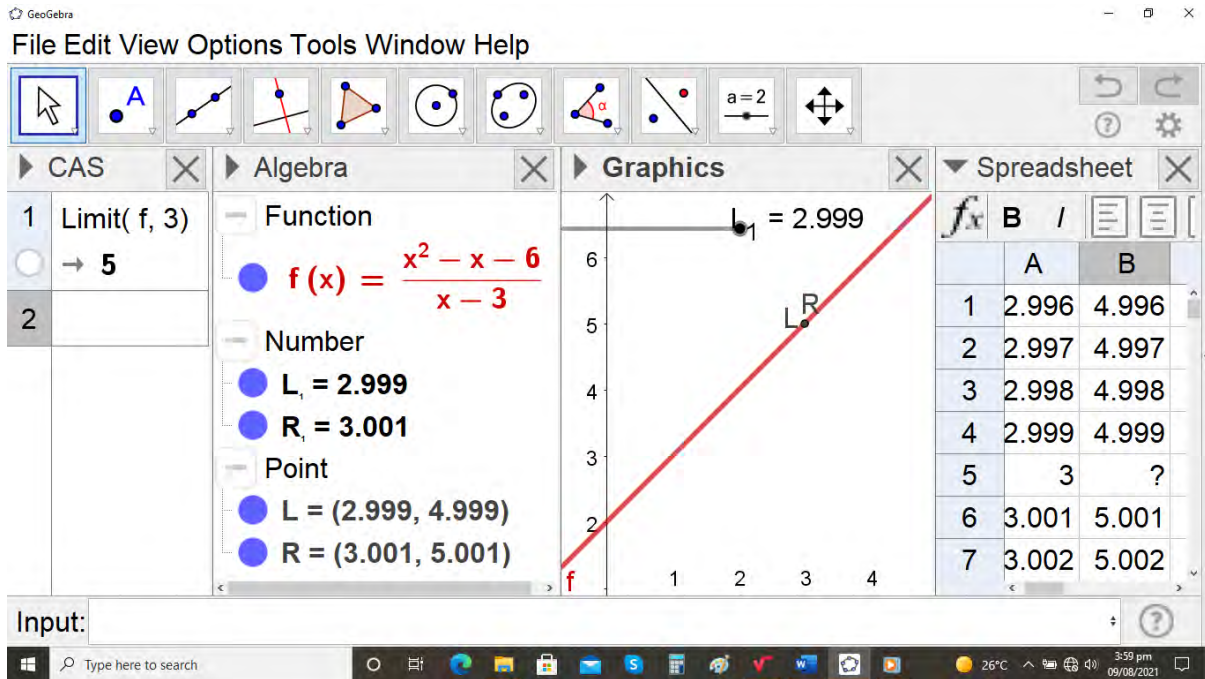 GeoGebra
File Edit View Options Tools Window Help
A
α
a = 2
CAS
1 Limit( f, 3)
→ 5
2
Algebra
Function
f (x) = x² − x − 6
x − 3
Number
L₁ = 2.999
R₁ = 3.001
Point
L = (2.999, 4.999)
R = (3.001, 5.001)
Graphics
L₁ = 2.999
6
5
4
3
2
L R
f 1 2 3 4
Spreadsheet
fx B I
A B
1 2.996 4.996
2 2.997 4.997
3 2.998 4.998
4 2.999 4.999
5 3 ?
6 3.001 5.001
7 3.002 5.002
Input:
Type here to search
26°C
3:59 pm
09/08/2021